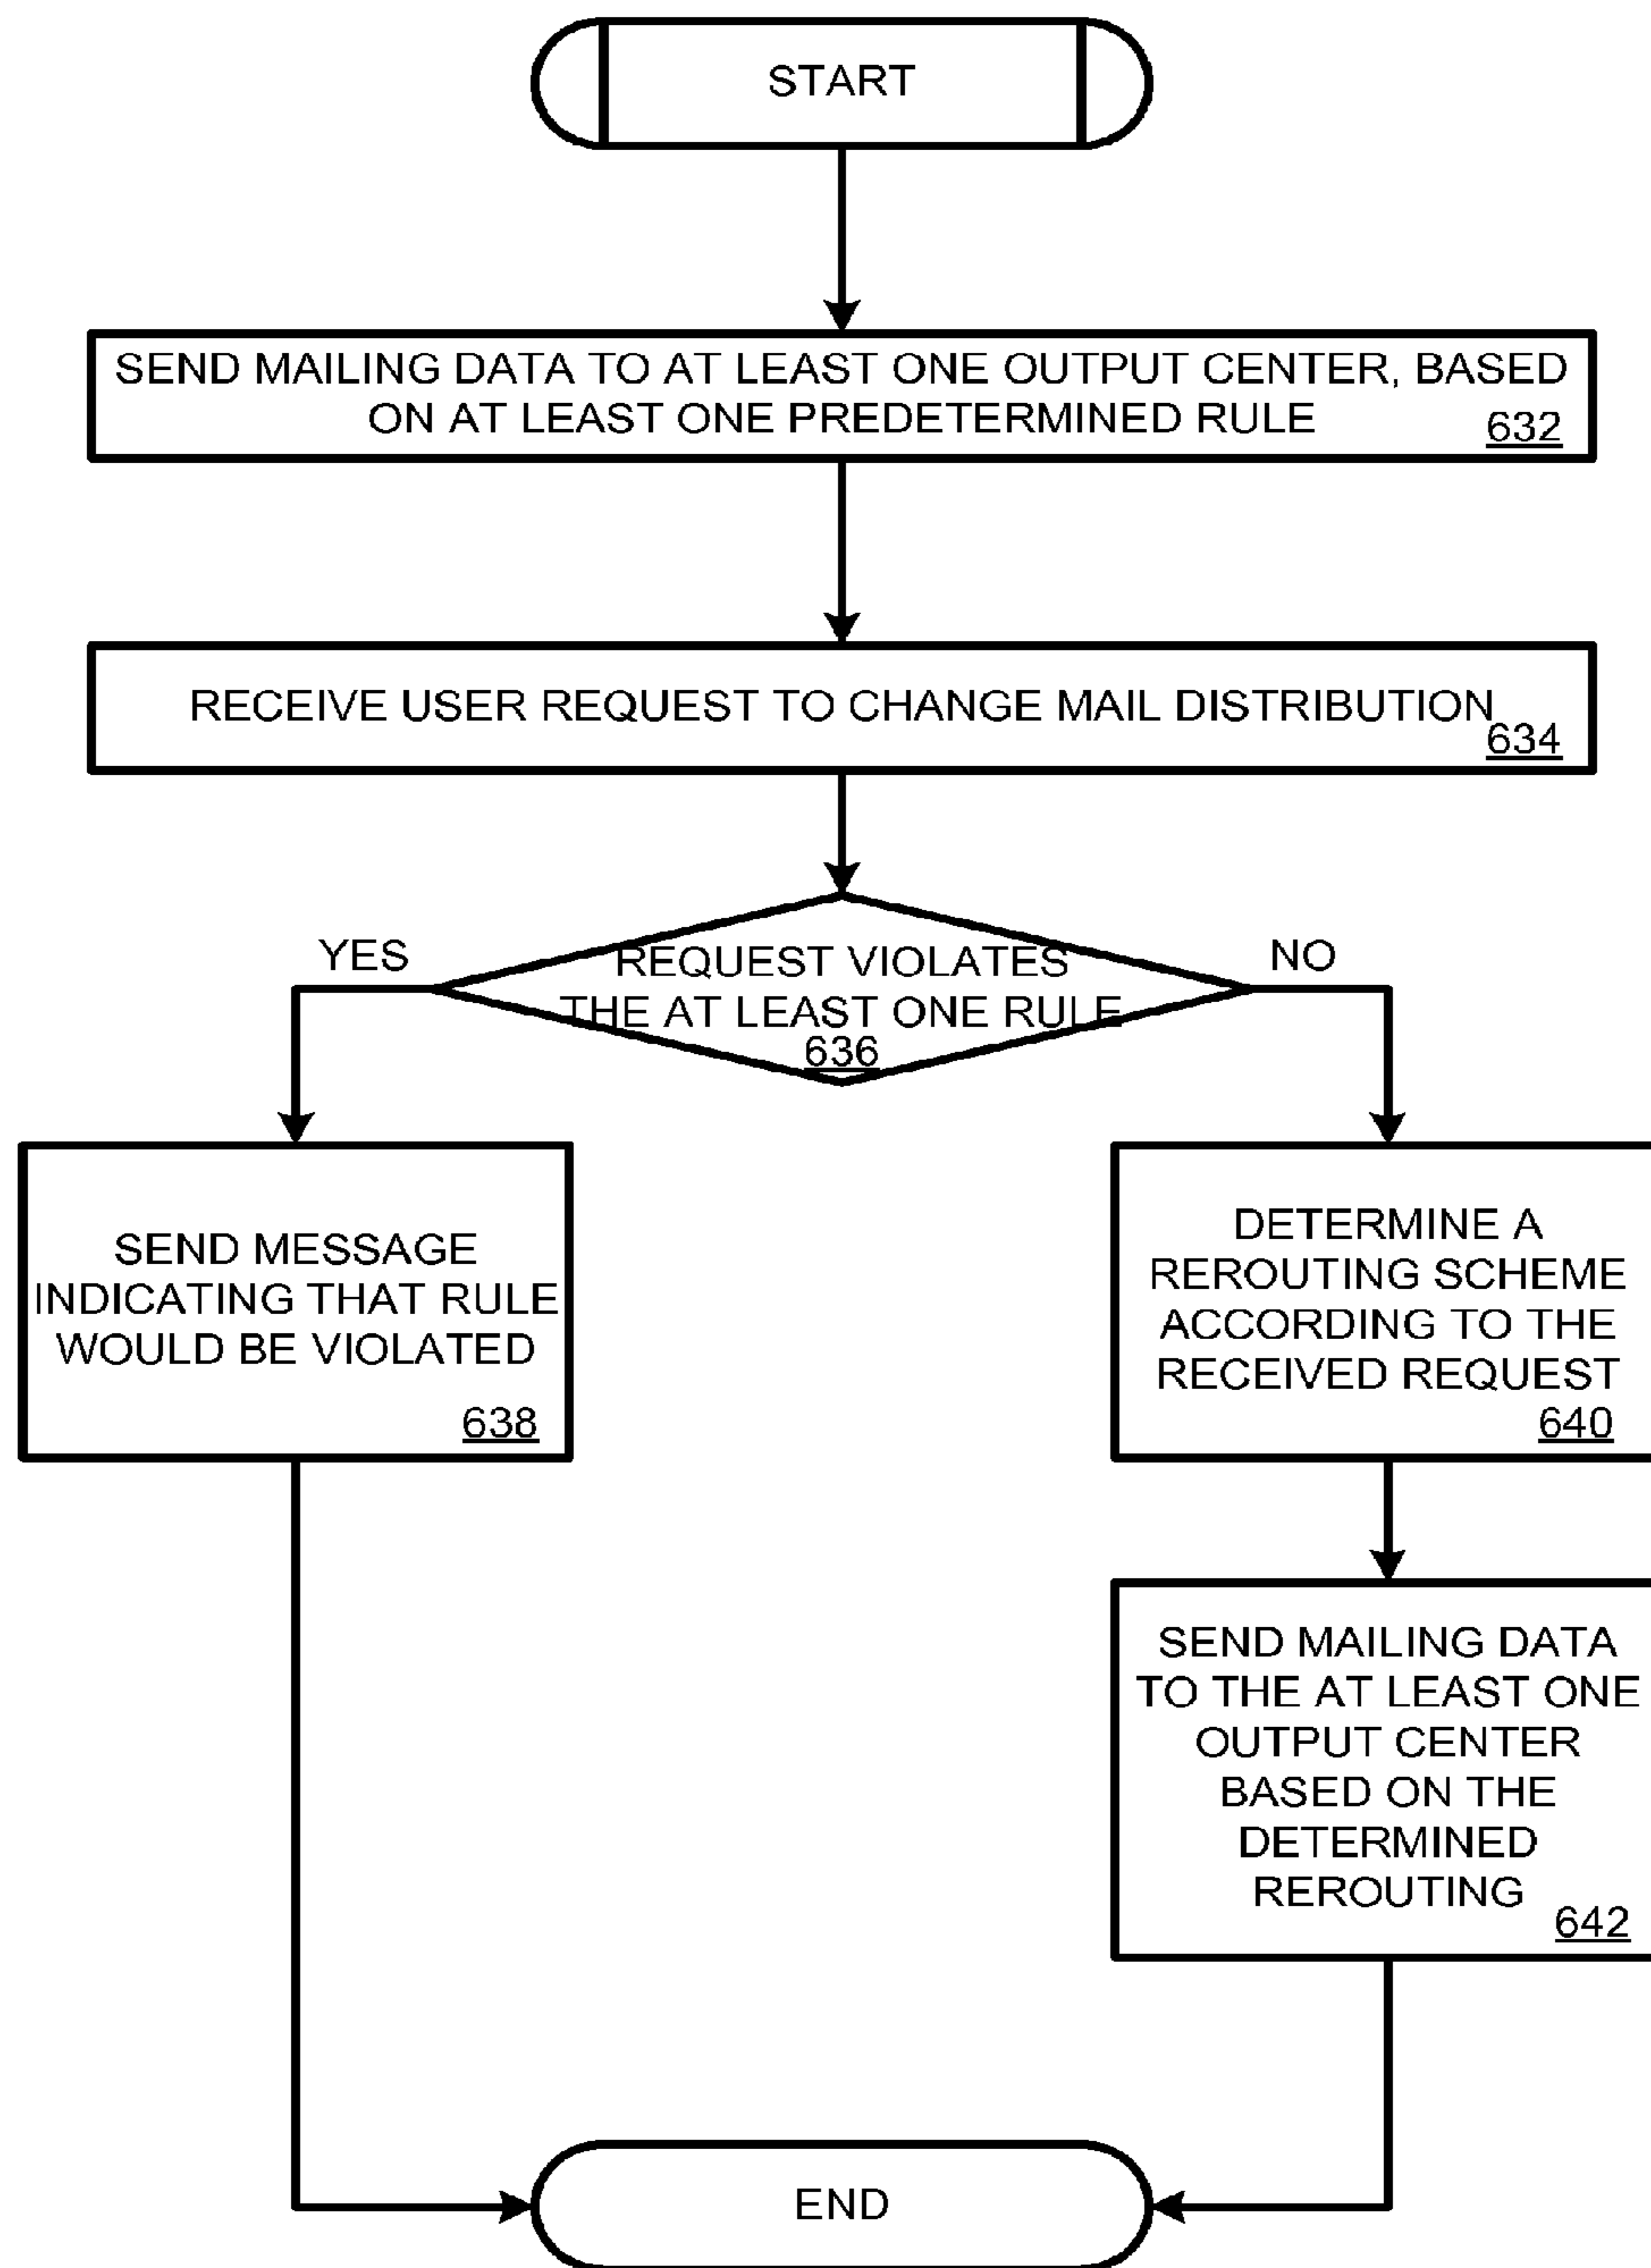 START
SEND MAILING DATA TO AT LEAST ONE OUTPUT CENTER, BASED
ON AT LEAST ONE PREDETERMINED RULE
632
RECEIVE USER REQUEST TO CHANGE MAIL DISTRIBUTION
634
YES
REQUEST VIOLATES
THE AT LEAST ONE RULE
636
NO
SEND MESSAGE
INDICATING THAT RULE
WOULD BE VIOLATED
638
DETERMINE A
REROUTING SCHEME
ACCORDING TO THE
RECEIVED REQUEST
640
SEND MAILING DATA
TO THE AT LEAST ONE
OUTPUT CENTER
BASED ON THE
DETERMINED
REROUTING
642
END